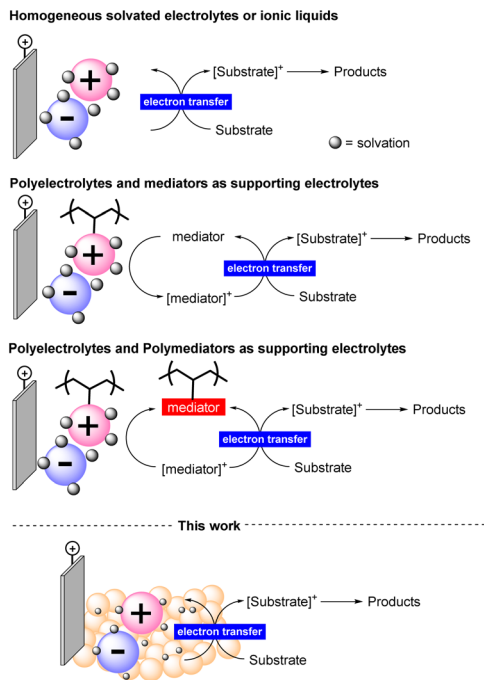 Homogeneous solvated electrolytes or ionic liquids
+
+
-
[Substrate]+ Products
electron transfer
Substrate
= solvation
Polyelectrolytes and mediators as supporting electrolytes
+
+
-
mediator
[Substrate]+ Products
electron transfer
[mediator]+
Substrate
Polyelectrolytes and Polymediators as supporting electrolytes
+
+
-
mediator
[Substrate]+ Products
electron transfer
[mediator]+
Substrate
This work
+
+
-
[Substrate]+ Products
electron transfer
Substrate